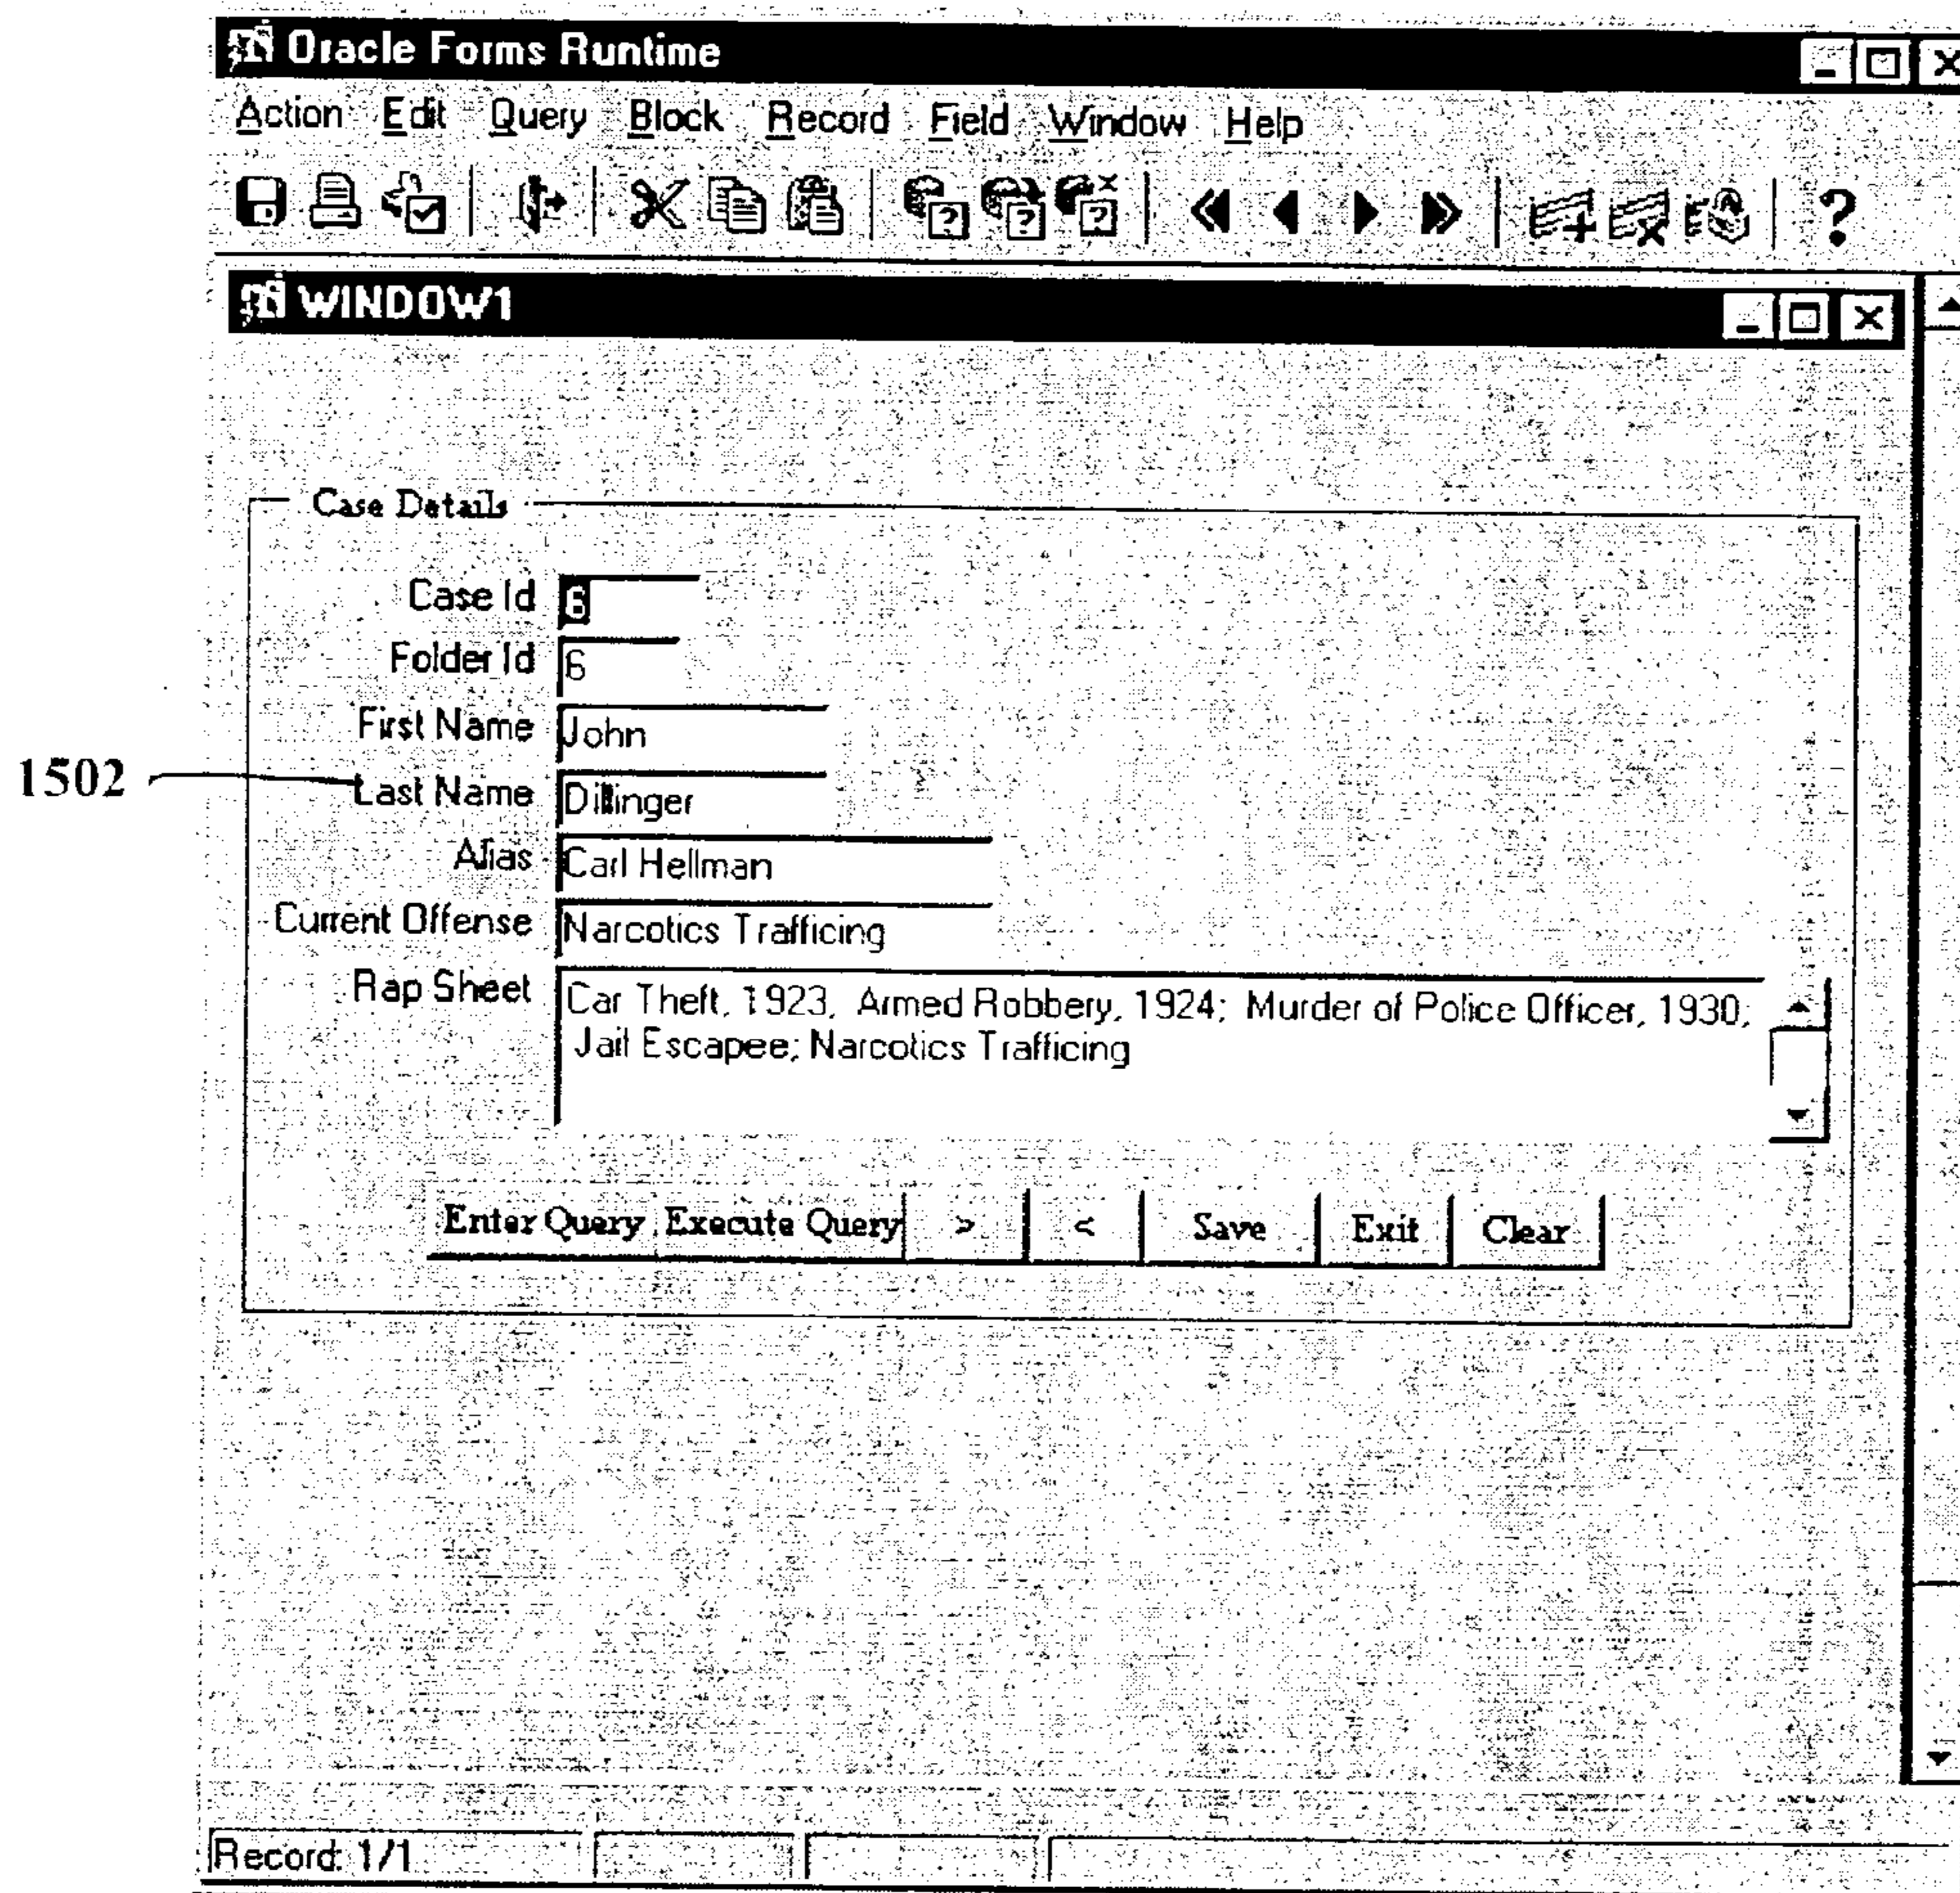 Oracle Forms Runtime
Action Edit Query Block Record Field Window Help
WINDOW1
Case Details
Case Id 6
Folder Id 6
First Name John
1502
Last Name Dillinger
Alias Carl Hellman
Current Offense Narcotics Trafficing
Rap Sheet Car Theft, 1923, Armed Robbery, 1924; Murder of Police Officer, 1930;
Jail Escapee; Narcotics Trafficing
Enter Query Execute Query > < Save Exit Clear
Record: 1/1